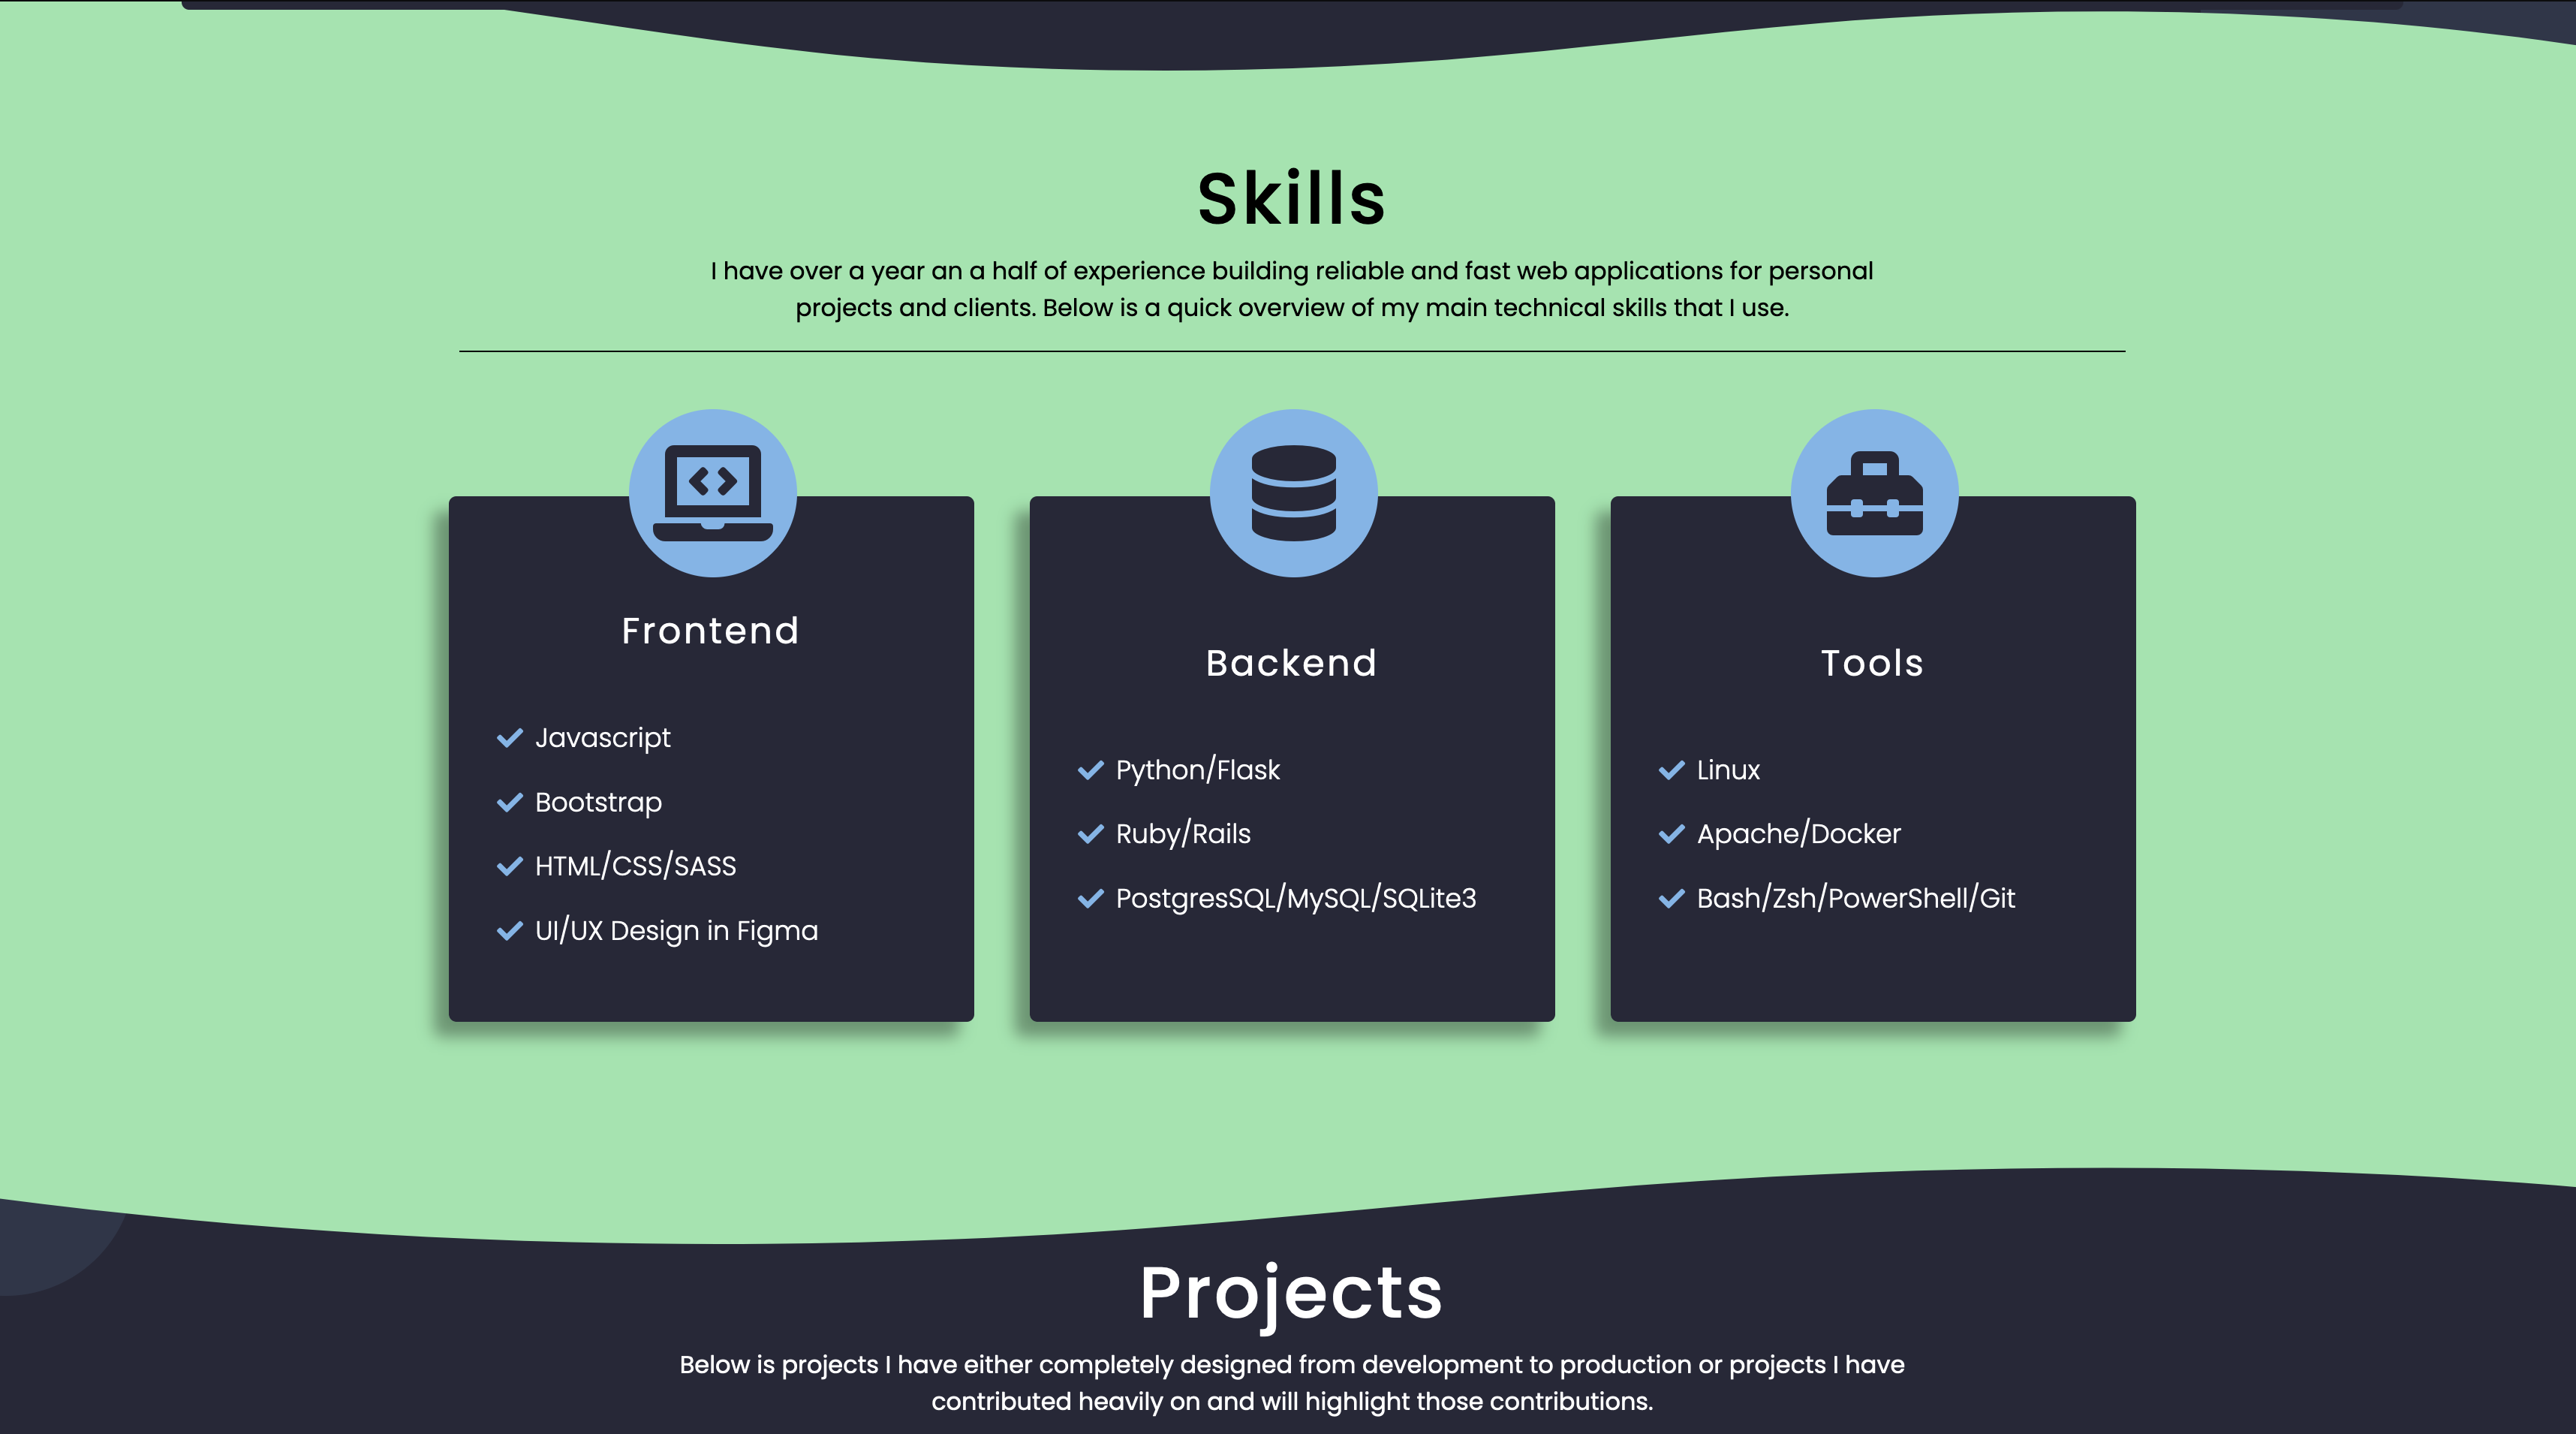 Skills
I have over a year an a half of experience building reliable and fast web applications for personal
projects and clients. Below is a quick overview of my main technical skills that I use.
Frontend
Javascript
Bootstrap
HTML/CSS/SASS
UI/UX Design in Figma
Backend
Python/Flask
Ruby/Rails
PostgresSQL/MySQL/SQLite3
Tools
Linux
Apache/Docker
Bash/Zsh/PowerShell/Git
Projects
Below is projects I have either completely designed from development to production or projects I have
contributed heavily on and will highlight those contributions.